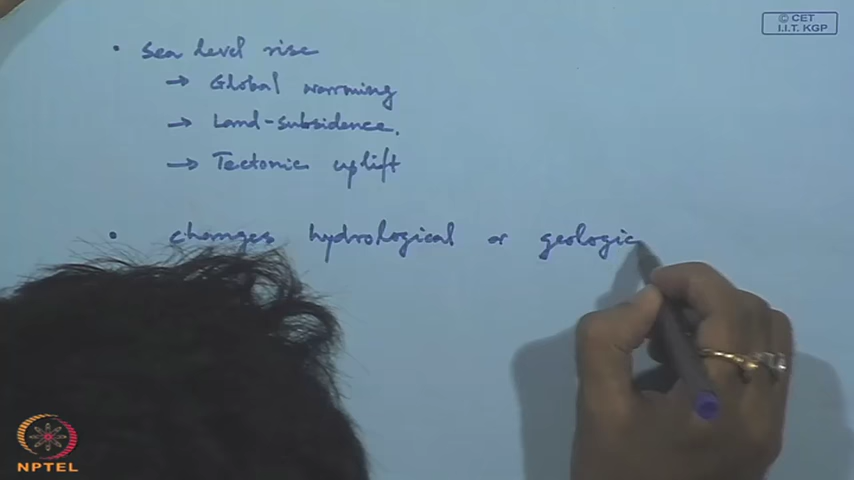 © CET
I.I.T. KGP
• Sea level rise
→ Global warming
→ Land-subsidence.
→ Tectonic uplift
• changes hydrological or geologic
NPTEL